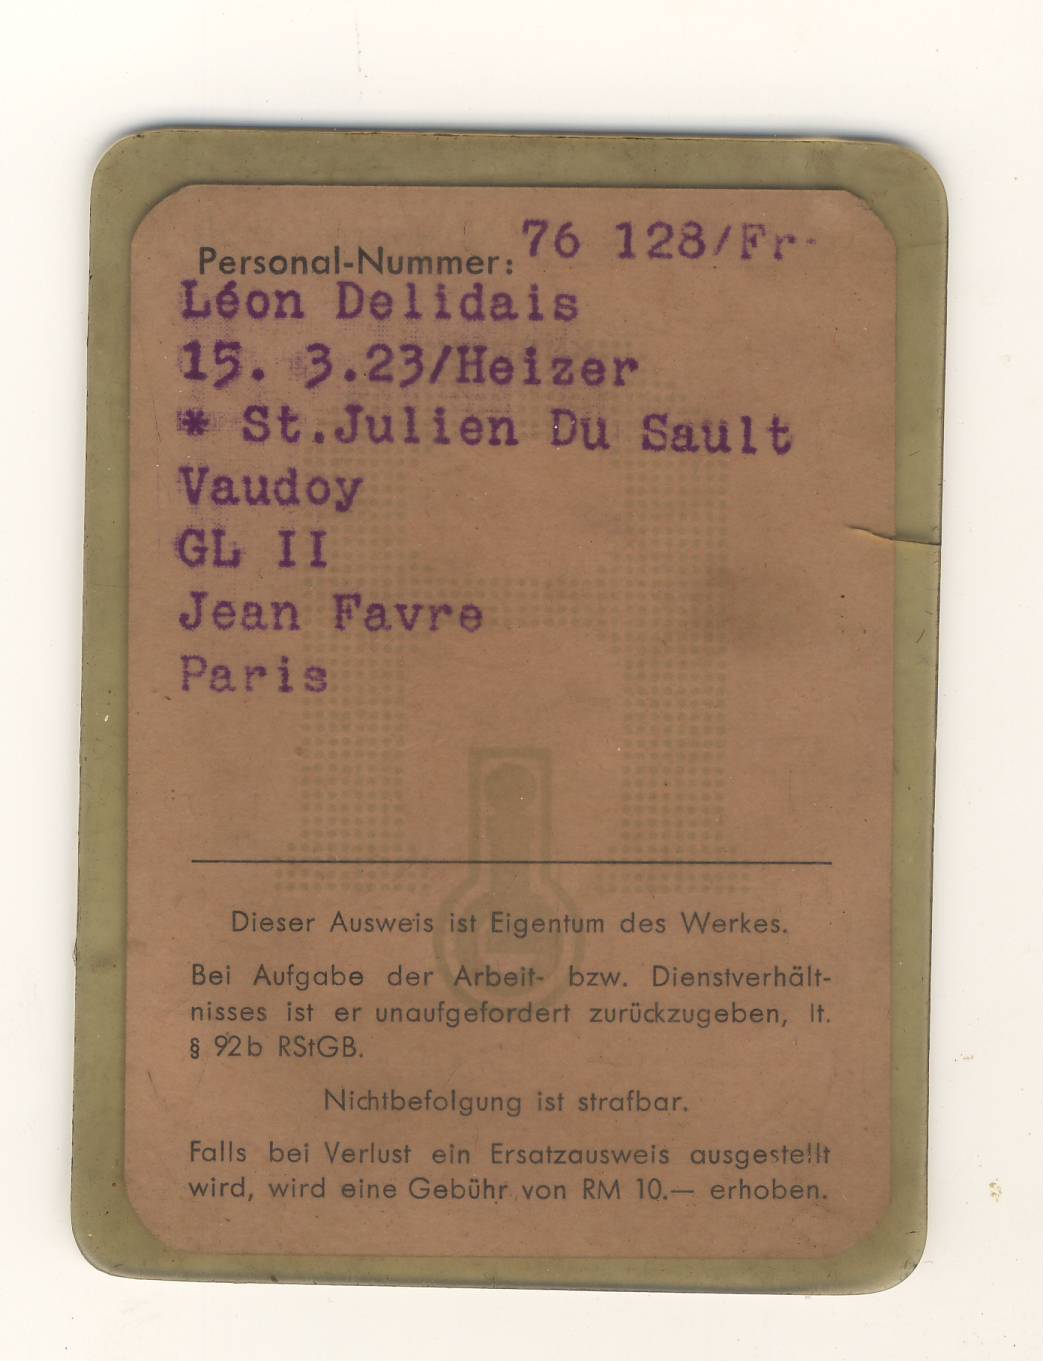 Personal-Nummer: 76 128/Fr.
Léon Delidais
15. 3.23/Heizer
* St.Julien Du Sault
Vaudoy
GL II
Jean Favre
Paris
Dieser Ausweis ist Eigentum des Werkes.
Bei Aufgabe der Arbeit- bzw. Dienstverhält-
nisses ist er unaufgefordert zurückzugeben, lt.
§ 92b RStGB.
Nichtbefolgung ist strafbar.
Falls bei Verlust ein Ersatzausweis ausgestellt
wird, wird eine Gebühr von RM 10.— erhoben.